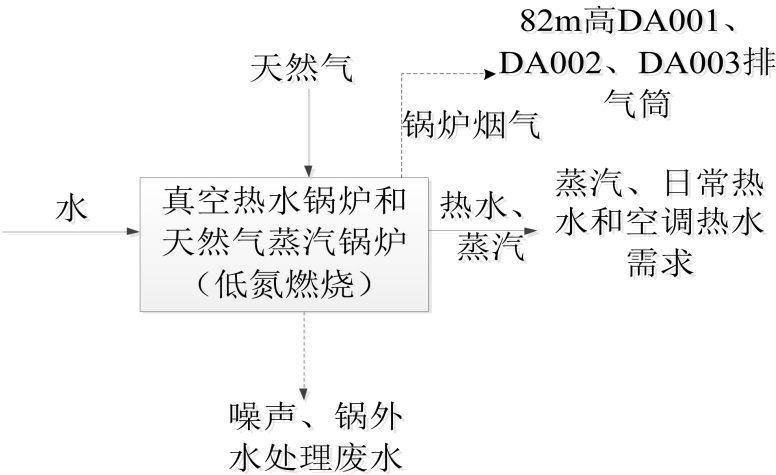 82m高DA001、
DA002、DA003排
气筒
天然气
锅炉烟气
水
真空热水锅炉和
天然气蒸汽锅炉
（低氮燃烧）
热水、
蒸汽
蒸汽、日常热
水和空调热水
需求
噪声、锅外
水处理废水